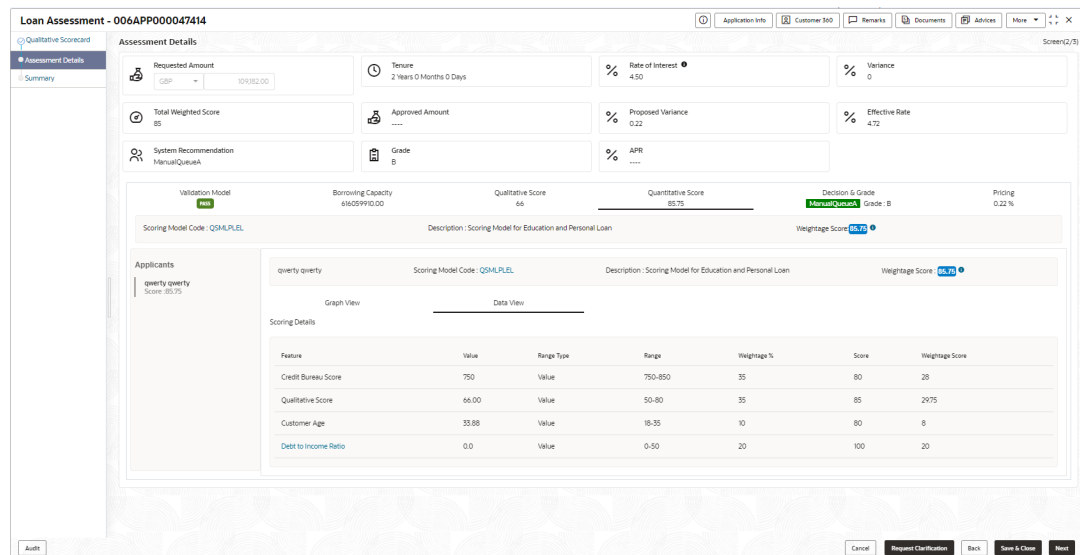 Loan Assessment - 006APP000047414
Application Info
Customer 360
Remarks
Documents
Advices
More
Qualitative Scorecard
Assessment Details
Summary
Assessment Details
Screen(2/3)
Requested Amount
GBP 109,182.00
Tenure
2 Years 0 Months 0 Days
Rate of Interest
4.50
Variance
0
Total Weighted Score
85
Approved Amount
----
Proposed Variance
0.22
Effective Rate
4.72
System Recommendation
ManualQueueA
Grade
B
APR
----
Validation Model
PASS
Borrowing Capacity
616059910.00
Qualitative Score
66
Quantitative Score
85.75
Decision & Grade
ManualQueueA Grade : B
Pricing
0.22 %
Scoring Model Code : QSMLPLEL Description : Scoring Model for Education and Personal Loan Weightage Score: 85.75
Applicants
qwerty qwerty
Score :85.75
qwerty qwerty Scoring Model Code : QSMLPLEL Description : Scoring Model for Education and Personal Loan Weightage Score : 85.75
Graph View Data View
Scoring Details
Feature Value Range Type Range Weightage % Score Weightage Score
Credit Bureau Score 750 Value 750-850 35 80 28
Qualitative Score 66.00 Value 50-80 35 85 29.75
Customer Age 33.88 Value 18-35 10 80 8
Debt to Income Ratio 0.0 Value 0-50 20 100 20
Audit
Cancel
Request Clarification
Back
Save & Close
Next